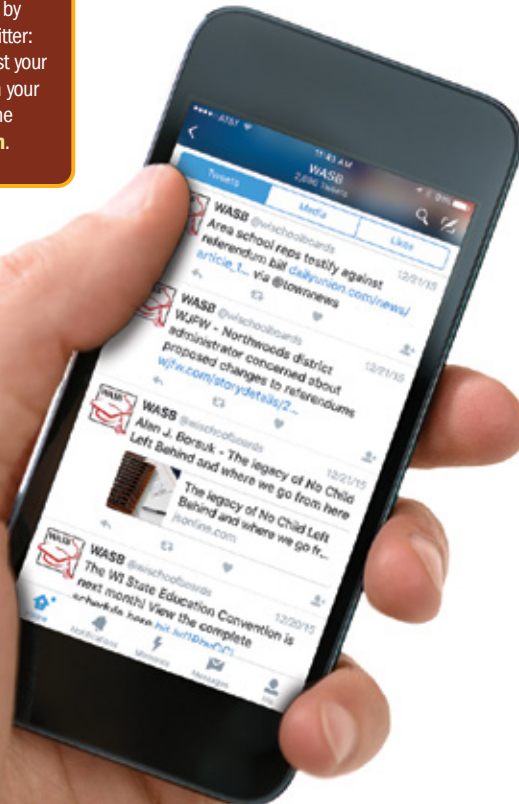 by
itter:
st your
your
ne
AT&T
11:43 AM
WASB
2,090 Tweets
Tweets
Media
Likes
WASB @wischoolboards
12/21/15
Area school reps testify against
referendum bill dailyunion.com/news/
article_1... via @townnews
WASB @wischoolboards
12/21/15
WJFW - Northwoods district
administrator concerned about
proposed changes to referendums
wjfw.com/storydetails/2...
WASB @wischoolboards
12/21/15
Alan J. Borsuk - The legacy of No Child
Left Behind and where we go from here
The legacy of No Child Left
Behind and where we go fr...
jsonline.com
WASB @wischoolboards
12/20/15
The WI State Education Convention is
next month! View the complete
schedule here
Home
Notifications
Moments
Messages
Me